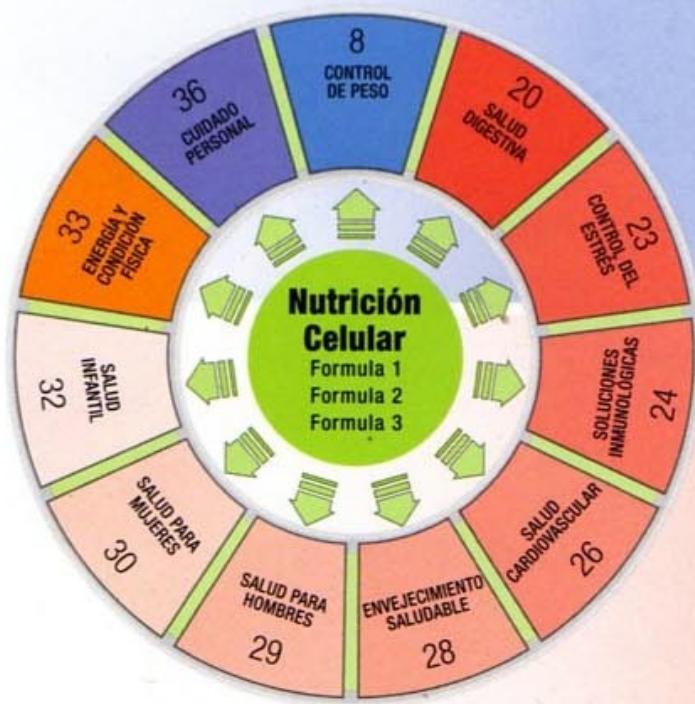 8
CONTROL
DE PESO
20
SALUD
DIGESTIVA
23
CONTROL DEL
ESTRÉS
24
SOLUCIONES
INMUNOLÓGICAS
26
SALUD
CARDIOVASCULAR
28
ENVEJECIMIENTO
SALUDABLE
29
SALUD PARA
HOMBRES
30
SALUD PARA
MUJERES
32
SALUD
INFANTIL
33
ENERGÍA Y
CONDICIÓN
FÍSICA
36
CUIDADO
PERSONAL
Nutrición
Celular
Formula 1
Formula 2
Formula 3